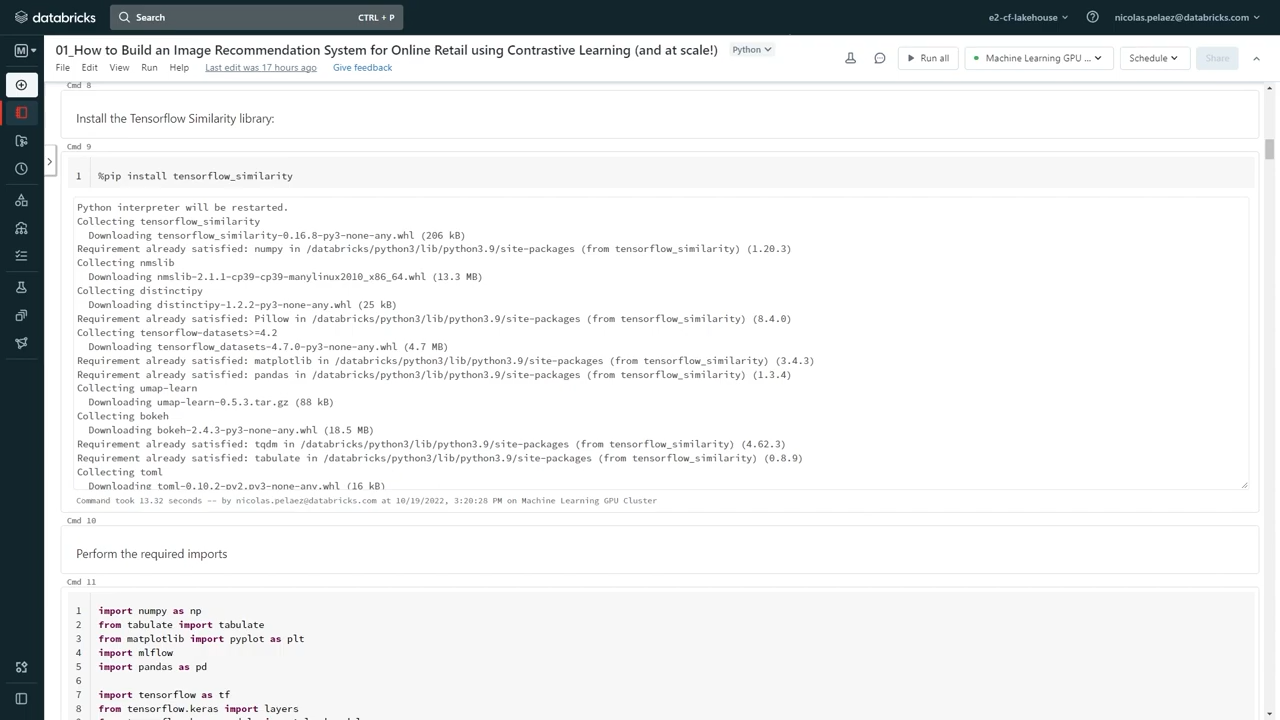 databricks
Search
CTRL + P
e2-cf-lakehouse
nicolas.pelaez@databricks.com
M
01_How to Build an Image Recommendation System for Online Retail using Contrastive Learning (and at scale!)
Python
File Edit View Run Help Last edit was 17 hours ago Give feedback
Run all
Machine Learning GPU ...
Schedule
Share
Cmd 8
Install the Tensorflow Similarity library:
Cmd 9
1 %pip install tensorflow_similarity
Python interpreter will be restarted.
Collecting tensorflow_similarity
Downloading tensorflow_similarity-0.16.8-py3-none-any.whl (206 kB)
Requirement already satisfied: numpy in /databricks/python3/lib/python3.9/site-packages (from tensorflow_similarity) (1.20.3)
Collecting nmslib
Downloading nmslib-2.1.1-cp39-cp39-manylinux2010_x86_64.whl (13.3 MB)
Collecting distinctipy
Downloading distinctipy-1.2.2-py3-none-any.whl (25 kB)
Requirement already satisfied: Pillow in /databricks/python3/lib/python3.9/site-packages (from tensorflow_similarity) (8.4.0)
Collecting tensorflow-datasets>=4.2
Downloading tensorflow_datasets-4.7.0-py3-none-any.whl (4.7 MB)
Requirement already satisfied: matplotlib in /databricks/python3/lib/python3.9/site-packages (from tensorflow_similarity) (3.4.3)
Requirement already satisfied: pandas in /databricks/python3/lib/python3.9/site-packages (from tensorflow_similarity) (1.3.4)
Collecting umap-learn
Downloading umap-learn-0.5.3.tar.gz (88 kB)
Collecting bokeh
Downloading bokeh-2.4.3-py3-none-any.whl (18.5 MB)
Requirement already satisfied: tqdm in /databricks/python3/lib/python3.9/site-packages (from tensorflow_similarity) (4.62.3)
Requirement already satisfied: tabulate in /databricks/python3/lib/python3.9/site-packages (from tensorflow_similarity) (0.8.9)
Collecting toml
Downloading toml-0.10.2-py2.py3-none-any.whl (16 kB)
Command took 13.32 seconds -- by nicolas.pelaez@databricks.com at 10/19/2022, 3:20:28 PM on Machine Learning GPU Cluster
Cmd 10
Perform the required imports
Cmd 11
1 import numpy as np
2 from tabulate import tabulate
3 from matplotlib import pyplot as plt
4 import mlflow
5 import pandas as pd
6
7 import tensorflow as tf
8 from tensorflow.keras import layers